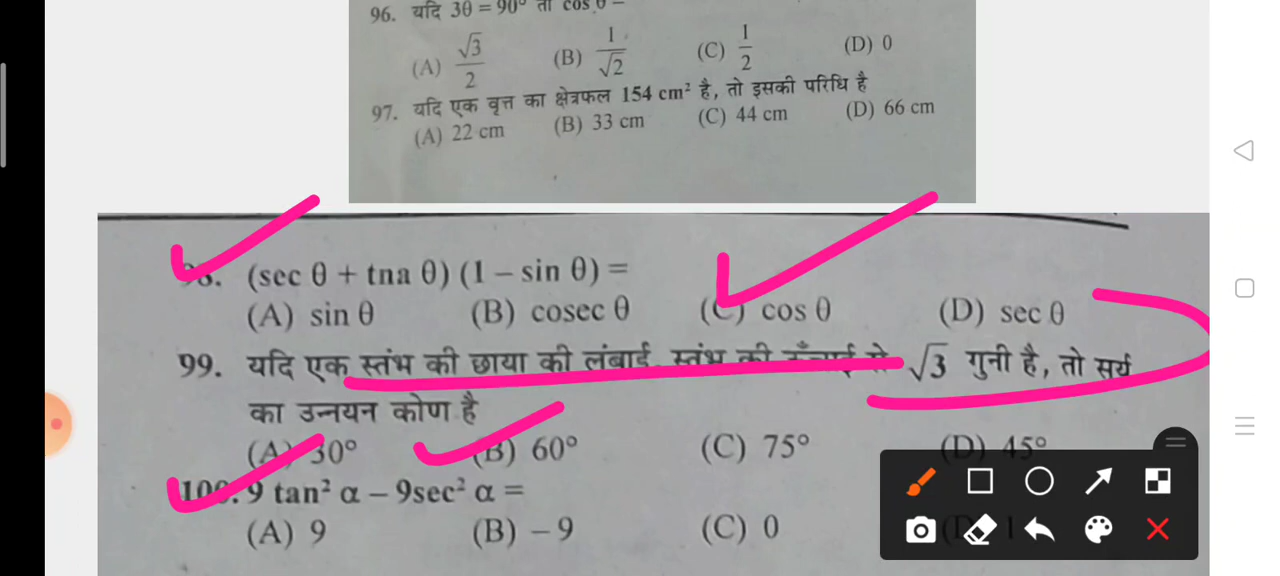 96. यदि 3θ = 90° तो cos θ =
(A) √3/2 (B) 1/√2 (C) 1/2 (D) 0
97. यदि एक वृत्त का क्षेत्रफल 154 cm² है, तो इसकी परिधि है
(A) 22 cm (B) 33 cm (C) 44 cm (D) 66 cm
(sec θ + tna θ) (1 – sin θ) =
(A) sin θ (B) cosec θ (C) cos θ (D) sec θ
99. यदि एक स्तंभ की छाया की लंबाई, स्तंभ की ऊँचाई से √3 गुनी है, तो सूर्य
का उन्नयन कोण है
(A) 30° (B) 60° (C) 75° (D) 45°
100. 9 tan² α – 9sec² α =
(A) 9 (B) – 9 (C) 0